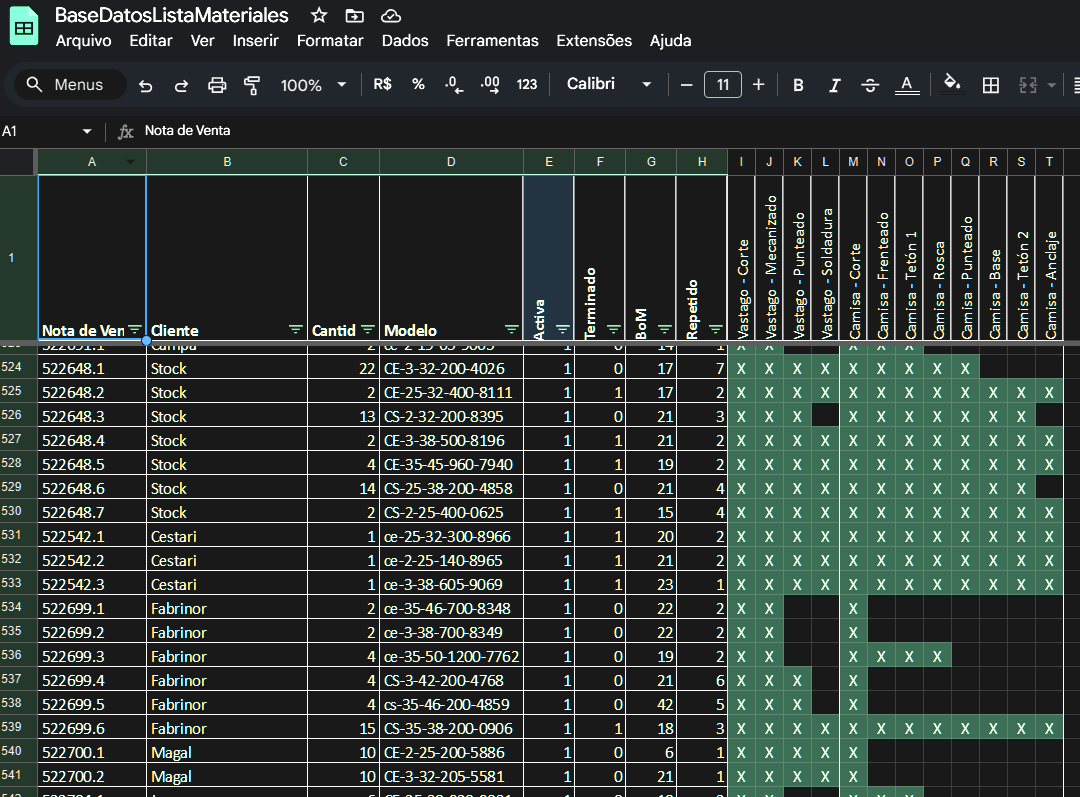 BaseDatosListaMateriales
Arquivo Editar Ver Inserir Formatar Dados Ferramentas Extensões Ajuda
Menus 100% R$ % .0 .00 123 Calibri 11 B I S A
A1 fx Nota de Venta
A B C D E F G H I J K L M N O P Q R S T
1 Nota de Ven Cliente Cantid Modelo Activa Terminado BoM Repetido Vastago - Corte Vastago - Mecanizado Vastago - Punteado Vastago - Soldadura Camisa - Corte Camisa - Frenteado Camisa - Tetón 1 Camisa - Rosca Camisa - Punteado Camisa - Base Camisa - Tetón 2 Camisa - Anclaje
524 522648.1 Stock 22 CE-3-32-200-4026 1 0 17 7 X X X X X X X X X
525 522648.2 Stock 2 CE-25-32-400-8111 1 1 17 2 X X X X X X X X X X X X
526 522648.3 Stock 13 CS-2-32-200-8395 1 0 21 3 X X X X X X X X X X
527 522648.4 Stock 2 CE-3-38-500-8196 1 1 21 2 X X X X X X X X X X X X
528 522648.5 Stock 4 CE-35-45-960-7940 1 1 19 2 X X X X X X X X X X X X
529 522648.6 Stock 14 CS-25-38-200-4858 1 0 21 4 X X X X X X X X X X X
530 522648.7 Stock 2 CS-2-25-400-0625 1 1 15 4 X X X X X X X X X X X X
531 522542.1 Cestari 1 ce-25-32-300-8966 1 1 20 2 X X X X X X X X X X X X
532 522542.2 Cestari 1 ce-2-25-140-8965 1 1 21 2 X X X X X X X X X X X X
533 522542.3 Cestari 1 ce-3-38-605-9069 1 1 23 1 X X X X X X X X X X X X
534 522699.1 Fabrinor 2 ce-35-46-700-8348 1 0 22 2 X X X
535 522699.2 Fabrinor 2 ce-3-38-700-8349 1 0 22 2 X X X
536 522699.3 Fabrinor 4 ce-35-50-1200-7762 1 0 19 2 X X X X X X
537 522699.4 Fabrinor 4 CS-3-42-200-4768 1 0 21 6 X X X X
538 522699.5 Fabrinor 4 cs-35-46-200-4859 1 0 42 5 X X X X
539 522699.6 Fabrinor 15 CS-35-38-200-0906 1 1 18 3 X X X X X X X X X X X X
540 522700.1 Magal 10 CE-2-25-200-5886 1 0 6 1 X X X X X
541 522700.2 Magal 10 CE-3-32-205-5581 1 0 21 1 X X X X X